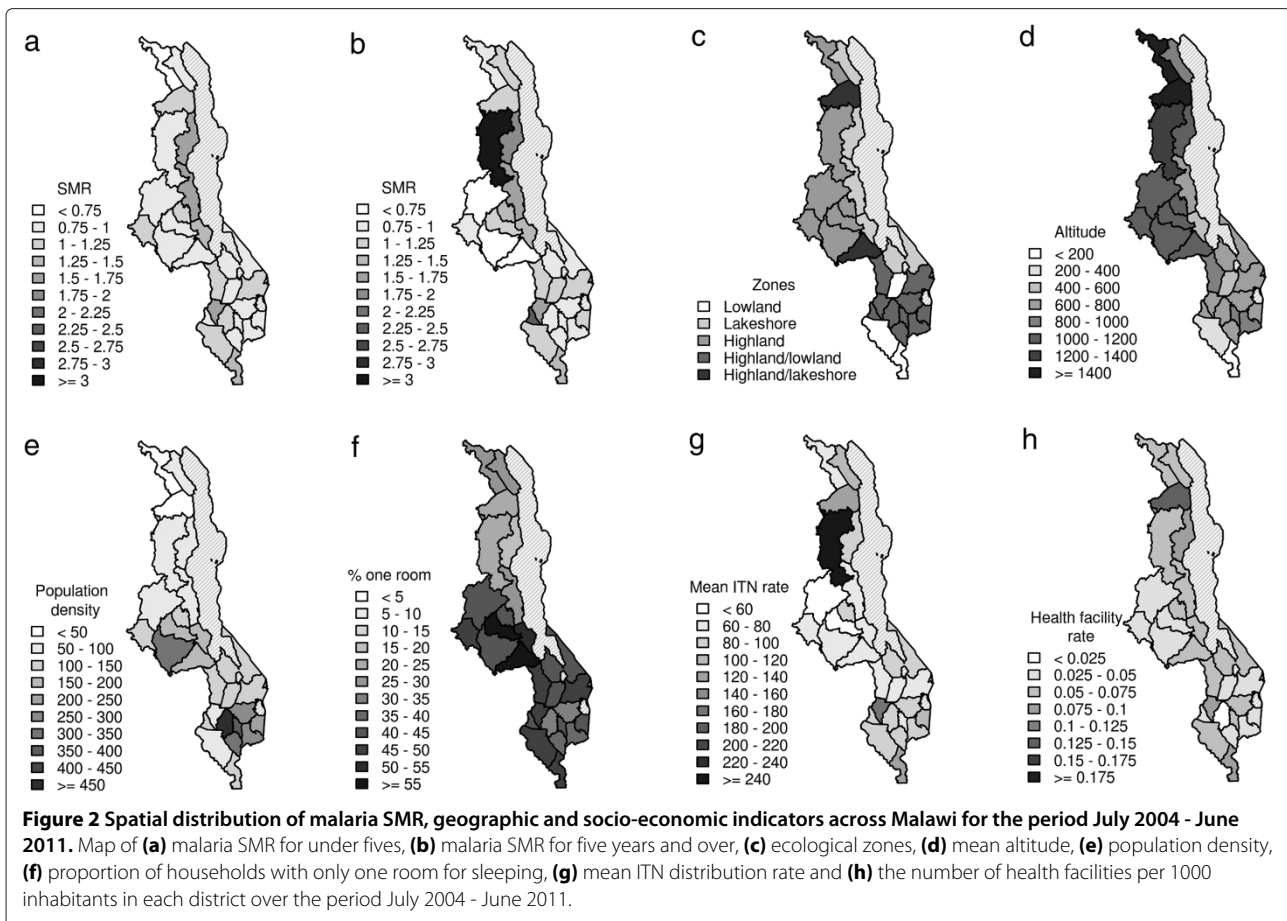 a
SMR
< 0.75
0.75 - 1
1 - 1.25
1.25 - 1.5
1.5 - 1.75
1.75 - 2
2 - 2.25
2.25 - 2.5
2.5 - 2.75
2.75 - 3
>= 3
b
SMR
< 0.75
0.75 - 1
1 - 1.25
1.25 - 1.5
1.5 - 1.75
1.75 - 2
2 - 2.25
2.25 - 2.5
2.5 - 2.75
2.75 - 3
>= 3
c
Zones
Lowland
Lakeshore
Highland
Highland/lowland
Highland/lakeshore
d
Altitude
< 200
200 - 400
400 - 600
600 - 800
800 - 1000
1000 - 1200
1200 - 1400
>= 1400
e
Population
density
< 50
50 - 100
100 - 150
150 - 200
200 - 250
250 - 300
300 - 350
350 - 400
400 - 450
>= 450
f
% one room
< 5
5 - 10
10 - 15
15 - 20
20 - 25
25 - 30
30 - 35
35 - 40
40 - 45
45 - 50
50 - 55
>= 55
g
Mean ITN rate
< 60
60 - 80
80 - 100
100 - 120
120 - 140
140 - 160
160 - 180
180 - 200
200 - 220
220 - 240
>= 240
h
Health facility
rate
< 0.025
0.025 - 0.05
0.05 - 0.075
0.075 - 0.1
0.1 - 0.125
0.125 - 0.15
0.15 - 0.175
>= 0.175
Figure 2 Spatial distribution of malaria SMR, geographic and socio-economic indicators across Malawi for the period July 2004 - June
2011. Map of (a) malaria SMR for under fives, (b) malaria SMR for five years and over, (c) ecological zones, (d) mean altitude, (e) population density,
(f) proportion of households with only one room for sleeping, (g) mean ITN distribution rate and (h) the number of health facilities per 1000
inhabitants in each district over the period July 2004 - June 2011.